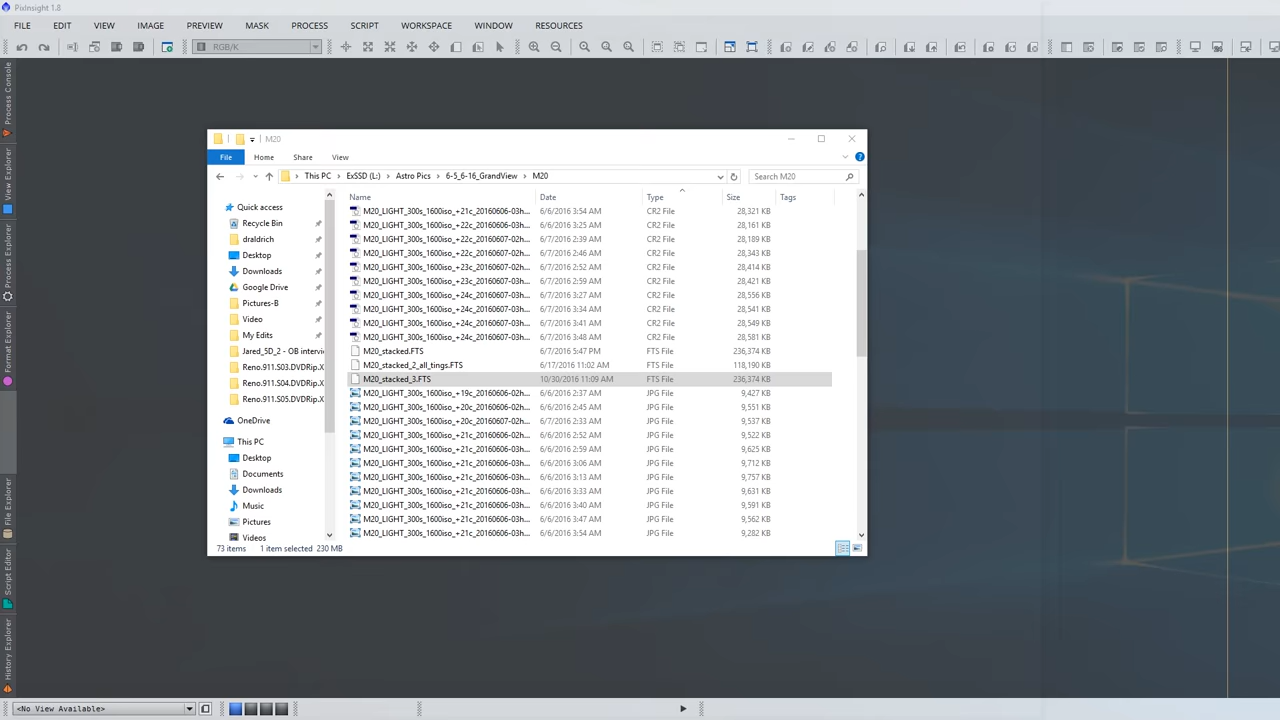 PixInsight 1.8
FILE EDIT VIEW IMAGE PREVIEW MASK PROCESS SCRIPT WORKSPACE WINDOW RESOURCES
RGB/K
Process Console
View Explorer
Process Explorer
Format Explorer
File Explorer
Script Editor
History Explorer
M20
File Home Share View
This PC ExSSD (L:) Astro Pics 6-5_6-16_GrandView M20 Search M20
Name Date Type Size Tags
Quick access
Recycle Bin
draldrich
Desktop
Downloads
Google Drive
Pictures-B
Video
My Edits
Jared_5D_2 - OB intervi
Reno.911.S03.DVDRip.X
Reno.911.S04.DVDRip.X
Reno.911.S05.DVDRip.X
OneDrive
This PC
Desktop
Documents
Downloads
Music
Pictures
Videos
M20_LIGHT_300s_1600iso_+21c_20160606-03h... 6/6/2016 3:54 AM CR2 File 28,321 KB
M20_LIGHT_300s_1600iso_+22c_20160606-03h... 6/6/2016 3:25 AM CR2 File 28,161 KB
M20_LIGHT_300s_1600iso_+22c_20160607-02h... 6/7/2016 2:39 AM CR2 File 28,189 KB
M20_LIGHT_300s_1600iso_+22c_20160607-02h... 6/7/2016 2:46 AM CR2 File 28,343 KB
M20_LIGHT_300s_1600iso_+23c_20160607-02h... 6/7/2016 2:52 AM CR2 File 28,414 KB
M20_LIGHT_300s_1600iso_+23c_20160607-02h... 6/7/2016 2:59 AM CR2 File 28,421 KB
M20_LIGHT_300s_1600iso_+24c_20160607-03h... 6/7/2016 3:27 AM CR2 File 28,556 KB
M20_LIGHT_300s_1600iso_+24c_20160607-03h... 6/7/2016 3:34 AM CR2 File 28,541 KB
M20_LIGHT_300s_1600iso_+24c_20160607-03h... 6/7/2016 3:41 AM CR2 File 28,549 KB
M20_LIGHT_300s_1600iso_+24c_20160607-03h... 6/7/2016 3:48 AM CR2 File 28,581 KB
M20_stacked.FTS 6/7/2016 5:47 PM FTS File 236,374 KB
M20_stacked_2_all_tings.FTS 6/17/2016 11:02 AM FTS File 118,190 KB
M20_stacked_3.FTS 10/30/2016 11:09 AM FTS File 236,374 KB
M20_LIGHT_300s_1600iso_+19c_20160606-02h... 6/6/2016 2:37 AM JPG File 9,427 KB
M20_LIGHT_300s_1600iso_+20c_20160606-02h... 6/6/2016 2:45 AM JPG File 9,551 KB
M20_LIGHT_300s_1600iso_+20c_20160607-02h... 6/7/2016 2:33 AM JPG File 9,537 KB
M20_LIGHT_300s_1600iso_+21c_20160606-02h... 6/6/2016 2:52 AM JPG File 9,522 KB
M20_LIGHT_300s_1600iso_+21c_20160606-02h... 6/6/2016 2:59 AM JPG File 9,625 KB
M20_LIGHT_300s_1600iso_+21c_20160606-03h... 6/6/2016 3:06 AM JPG File 9,712 KB
M20_LIGHT_300s_1600iso_+21c_20160606-03h... 6/6/2016 3:13 AM JPG File 9,757 KB
M20_LIGHT_300s_1600iso_+21c_20160606-03h... 6/6/2016 3:33 AM JPG File 9,631 KB
M20_LIGHT_300s_1600iso_+21c_20160606-03h... 6/6/2016 3:40 AM JPG File 9,591 KB
M20_LIGHT_300s_1600iso_+21c_20160606-03h... 6/6/2016 3:47 AM JPG File 9,562 KB
M20_LIGHT_300s_1600iso_+21c_20160606-03h... 6/6/2016 3:54 AM JPG File 9,282 KB
73 items 1 item selected 230 MB
<No View Available>